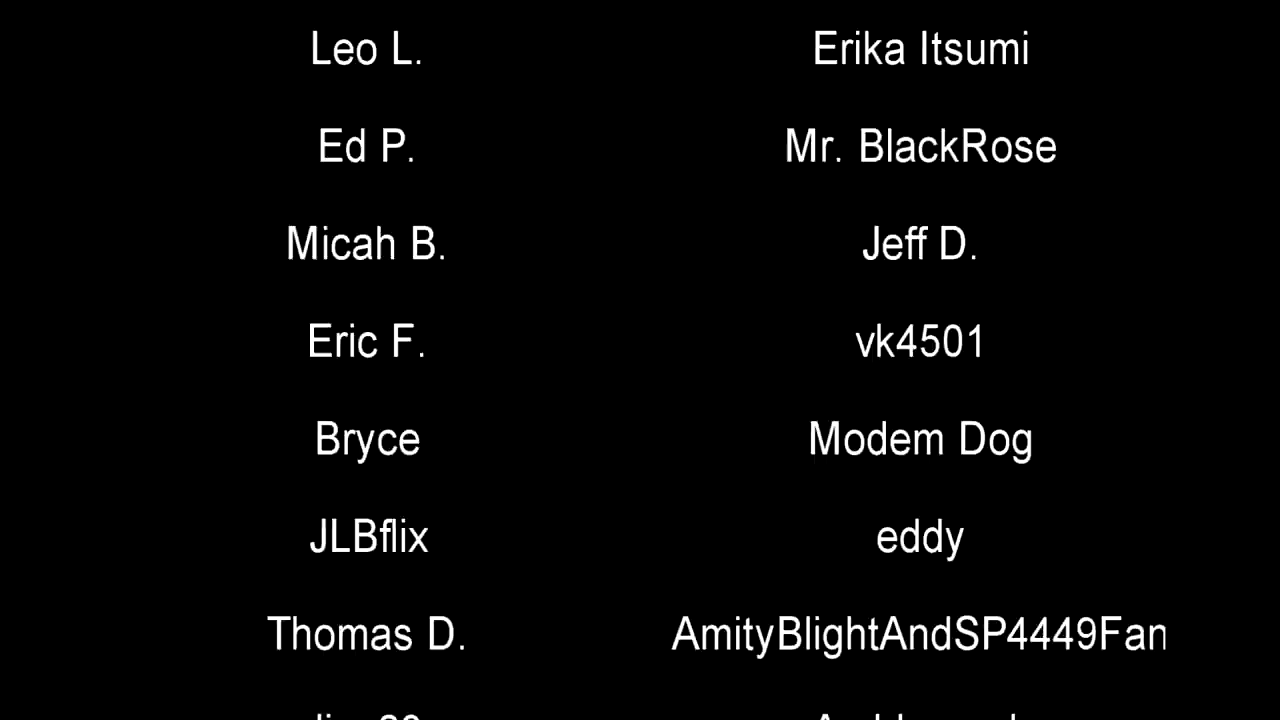 Leo L.
Erika Itsumi
Ed P.
Mr. BlackRose
Micah B.
Jeff D.
Eric F.
vk4501
Bryce
Modem Dog
JLBflix
eddy
Thomas D.
AmityBlightAndSP4449Fan